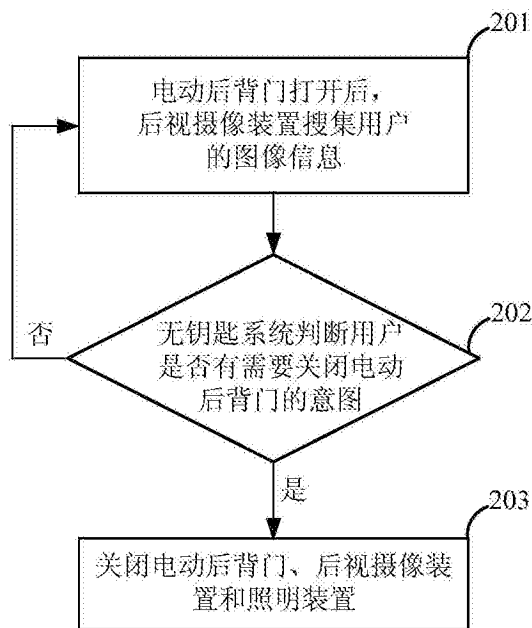 201
电动后背门打开后，
后视摄像装置搜集用户
的图像信息
否
202
无钥匙系统判断用户
是否有需要关闭电动
后背门的意图
是
203
关闭电动后背门、后视摄像装
置和照明装置